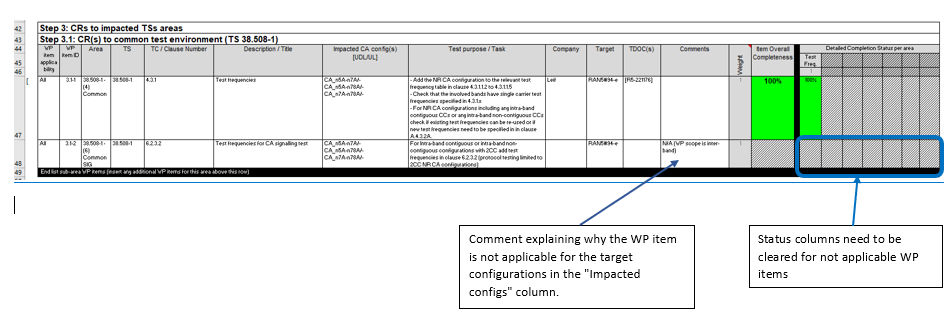 42 Step 3: CRs to impacted TSs areas
43 Step 3.1: CR(s) to common test environment (TS 38.508-1)
44 WP item applica bility WP item ID Area TS TC / Clause Number Description / Title Impacted CA config(s) [UDL/UL] Test purpose / Task Company Target TDOC(s) Comments Weight Item Overall Completeness Detailed Completion Status per area
45 Test Freq.
46
All 3.1-1 38.508-1- (4) Common 38.508-1 4.3.1 Test frequencies CA_n5A-n7A/- CA_n5A-n78A/- CA_n7A-n78A/- - Add the NR CA configuration to the relevant test frequency table in clause 4.3.1.1.2 to 4.3.1.1.5
- Check that the involved bands have single carrier test frequencies specified in 4.3.1.x
- For NR CA configurations including any intra-band contiguous CCs or any intra-band non-contiguous CCs check if existing test frequencies can be re-used or if new test frequencies need to be specified in in clause A.4.3.2A.
RAN5#94-e [R5-221176] 1 100% 100%
47
All 3.1-2 38.508-1- (6) Common SIG 38.508-1 6.2.3.2 Test frequencies for CA signalling test CA_n5A-n7A/- CA_n5A-n78A/- CA_n7A-n78A/- For Intra-band contiguous or intra-band non-contiguous configurations with 2CC add test frequencies in clause 6.2.3.2 (protocol testing limited to 2CC NR CA configurations) RAN5#94-e N/A (WP scope is inter-band) 1
48
49 End list sub-area WP items (insert any additional WP items for this area above this row)
Comment explaining why the WP item
is not applicable for the target
configurations in the "Impacted
configs" column.
Status columns need to be
cleared for not applicable WP
items